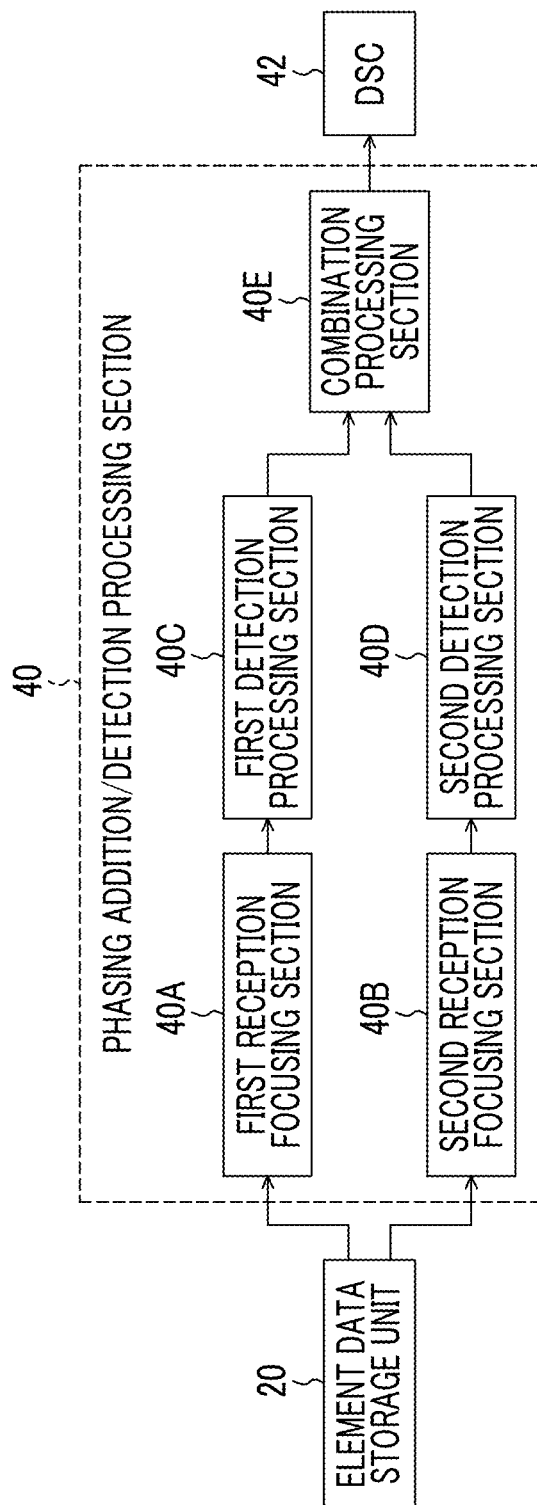 40
PHASING ADDITION/DETECTION PROCESSING SECTION
20
ELEMENT DATA
STORAGE UNIT
40A
FIRST RECEPTION
FOCUSING SECTION
40C
FIRST DETECTION
PROCESSING SECTION
40B
SECOND RECEPTION
FOCUSING SECTION
40D
SECOND DETECTION
PROCESSING SECTION
40E
COMBINATION
PROCESSING
SECTION
42
DSC